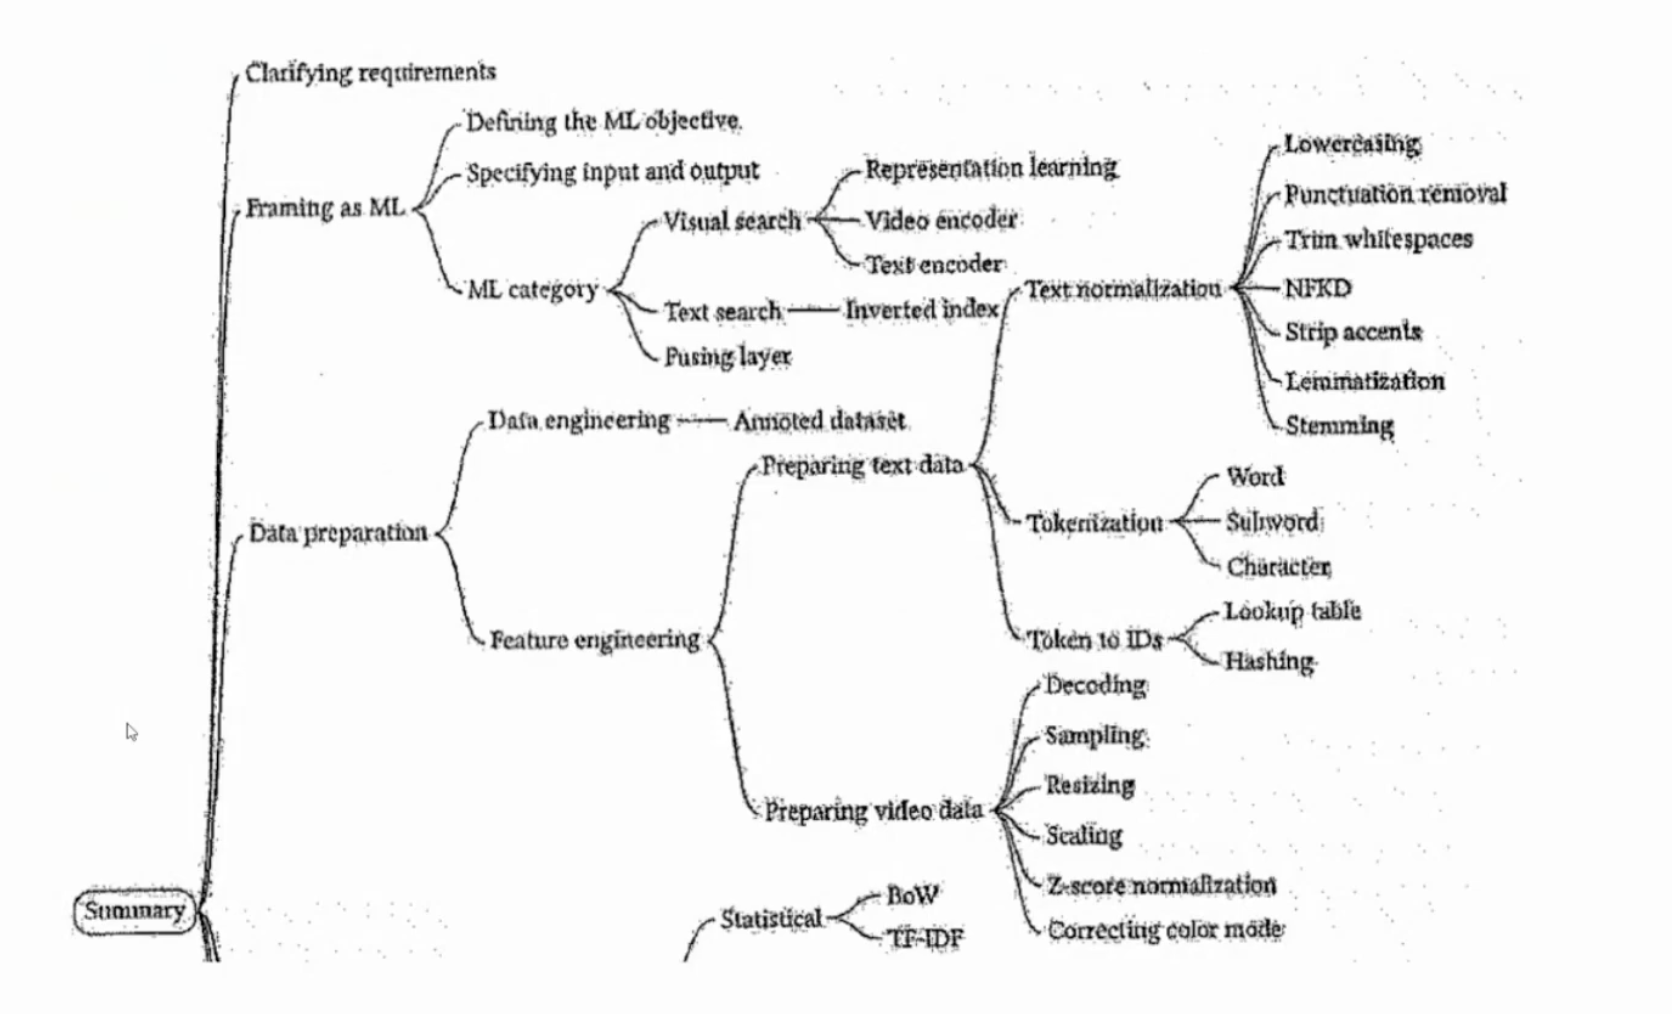 Clarifying requirements
Defining the ML objective
Specifying input and output
Framing as ML
Representation learning
Visual search
Video encoder
Text encoder
ML category
Text search
Inverted index
Fusing layer
Lowercasing
Punctuation removal
Trim whitespaces
Text normalization
NFKD
Strip accents
Lemmatization
Stemming
Data engineering
Annoted dataset
Preparing text data
Word
Tokenization
Subword
Character
Data preparation
Lookup table
Token to IDs
Hashing
Feature engineering
Decoding
Sampling
Resizing
Preparing video data
Scaling
Z-score normalization
Correcting color mode
Summary
BoW
Statistical
TF-IDF